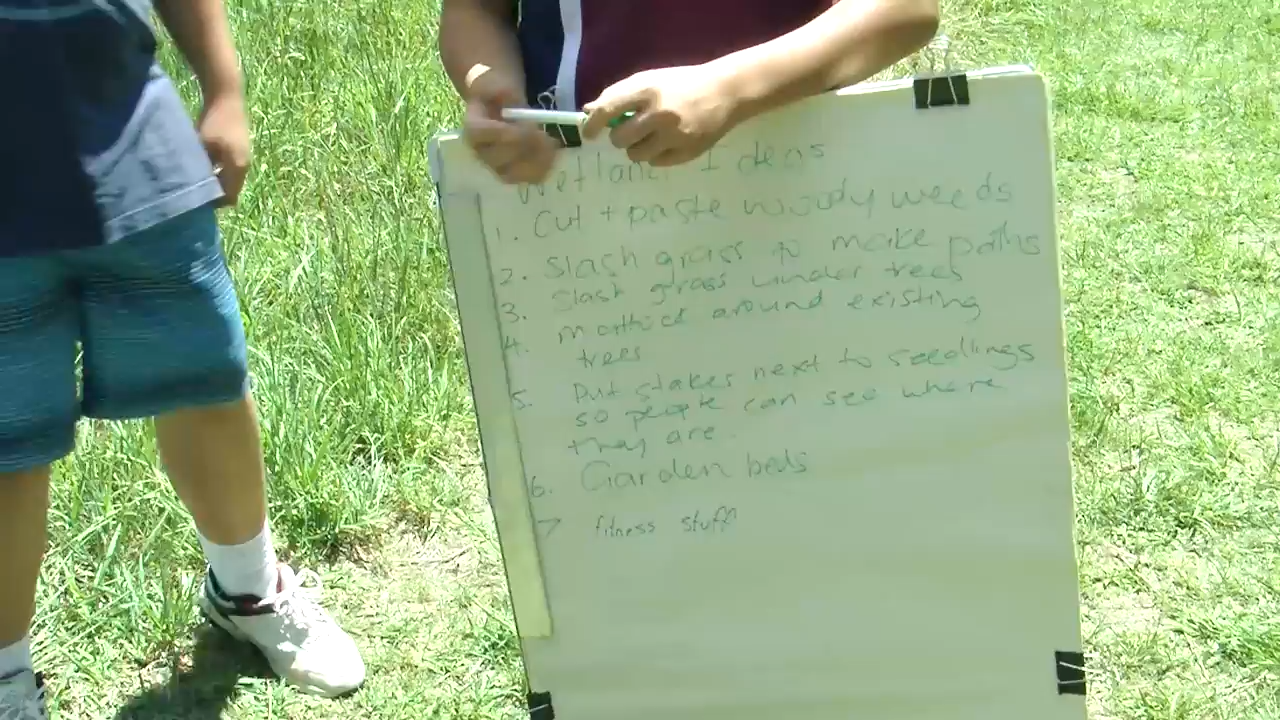 Wetland Ideas
1. Cut + paste woody weeds
2. Slash grass to make paths
3. Slash grass under trees
4. mattock around existing
trees
5. Put stakes next to seedlings
so people can see where
they are.
6. Garden beds
7 fitness stuff